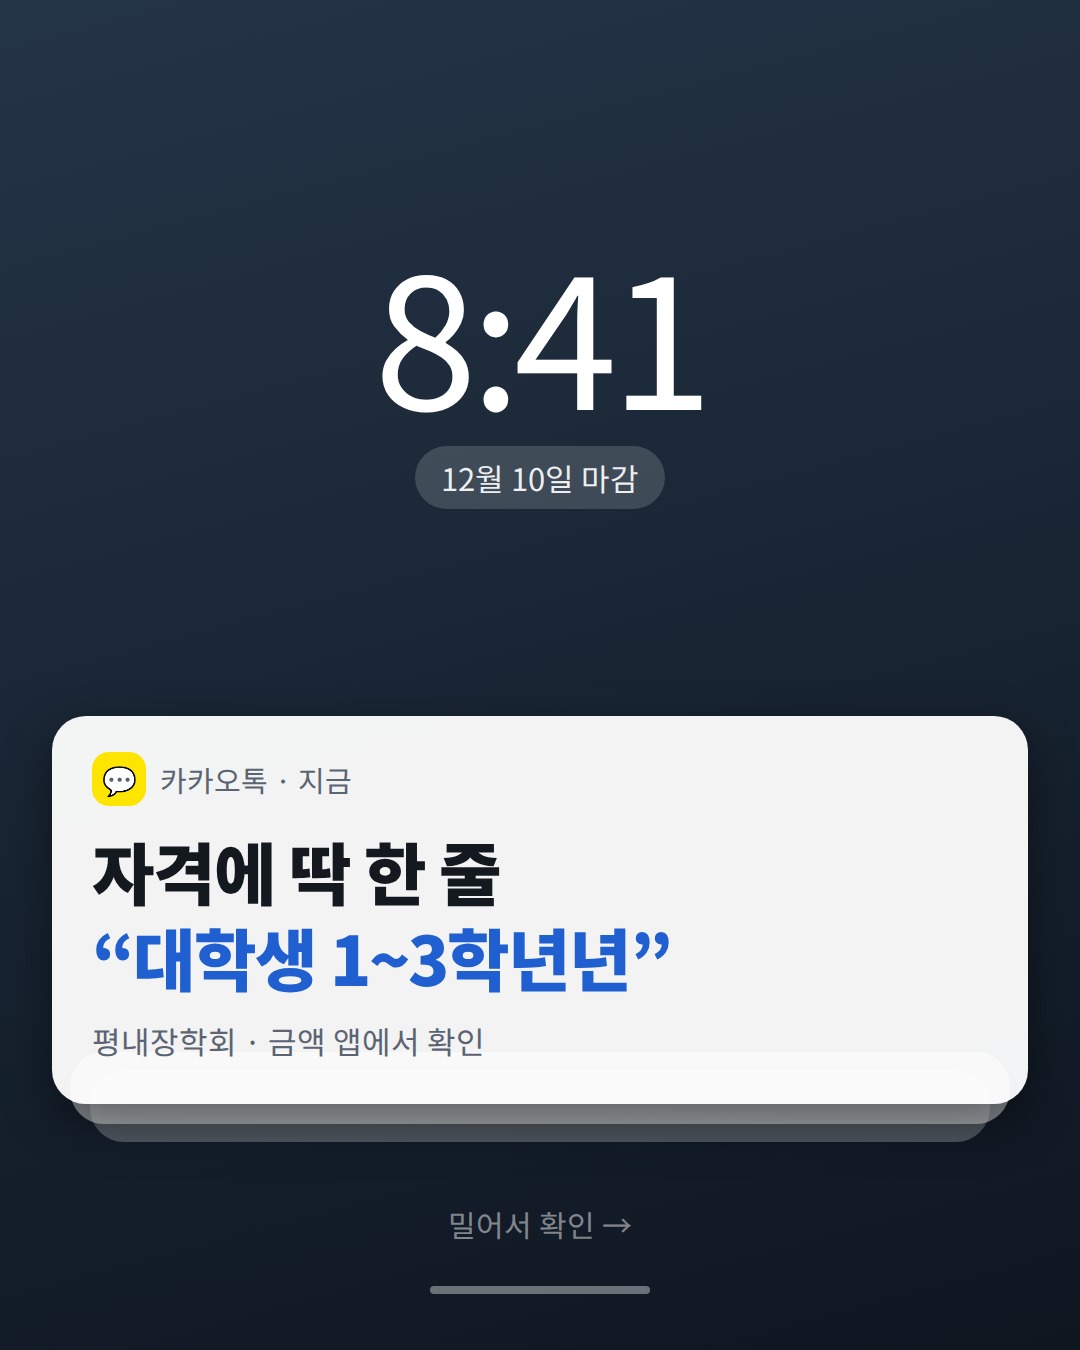 8:41
12월 10일 마감
카카오톡 · 지금
자격에 딱 한 줄
“대학생 1~3학년년”
평내장학회 · 금액 앱에서 확인
밀어서 확인 →